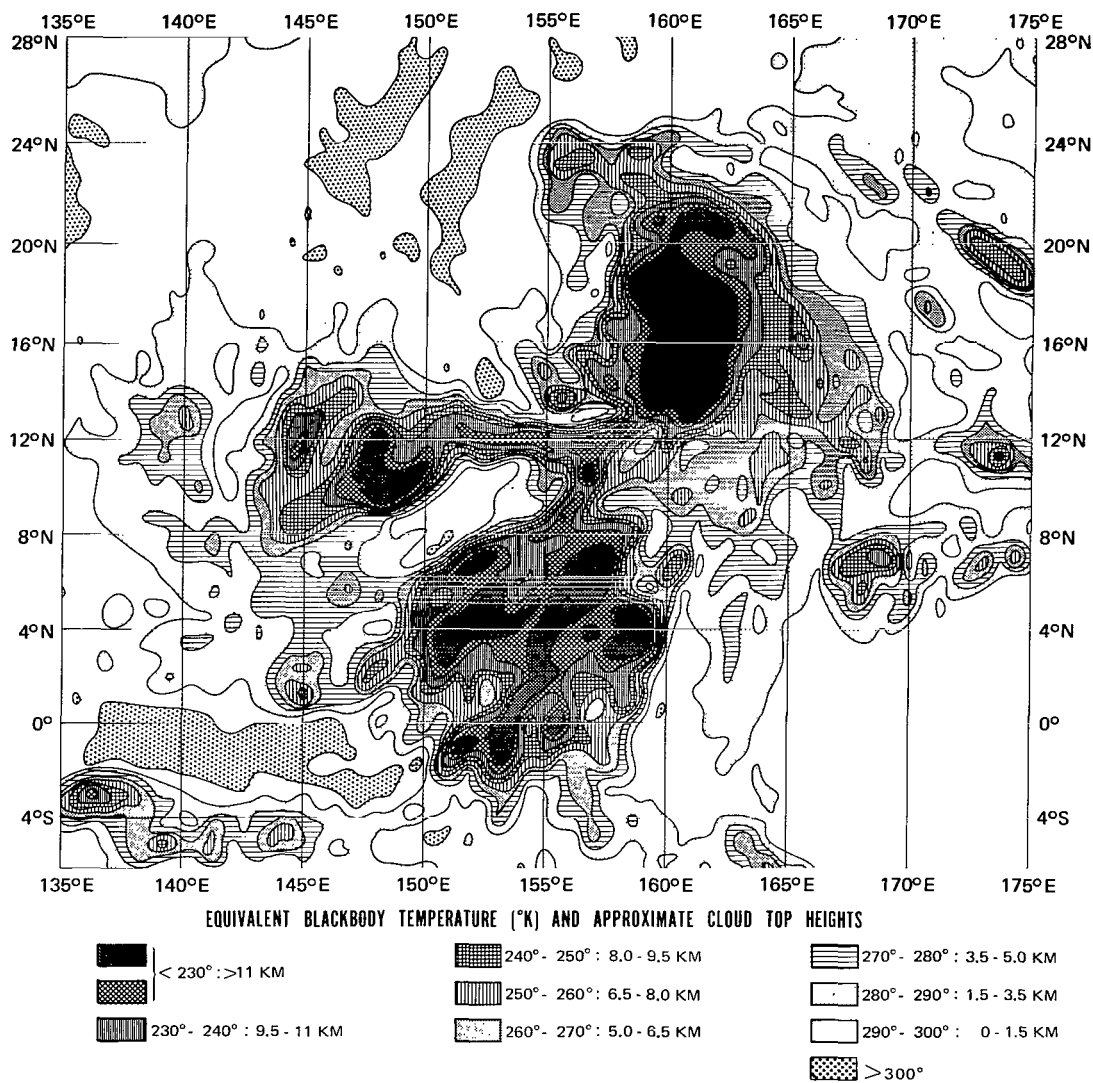 135°E 140°E 145°E 150°E 155°E 160°E 165°E 170°E 175°E
28°N 28°N
24°N 24°N
20°N 20°N
16°N 16°N
12°N 12°N
8°N 8°N
4°N 4°N
0° 0°
4°S 4°S
135°E 140°E 145°E 150°E 155°E 160°E 165°E 170°E 175°E
EQUIVALENT BLACKBODY TEMPERATURE (°K) AND APPROXIMATE CLOUD TOP HEIGHTS
< 230° : >11 KM
230°- 240° : 9.5 - 11 KM
240°- 250° : 8.0 - 9.5 KM
250°- 260° : 6.5 - 8.0 KM
260°- 270° : 5.0 - 6.5 KM
270°- 280° : 3.5 - 5.0 KM
280°- 290° : 1.5 - 3.5 KM
290°- 300° : 0 - 1.5 KM
> 300°